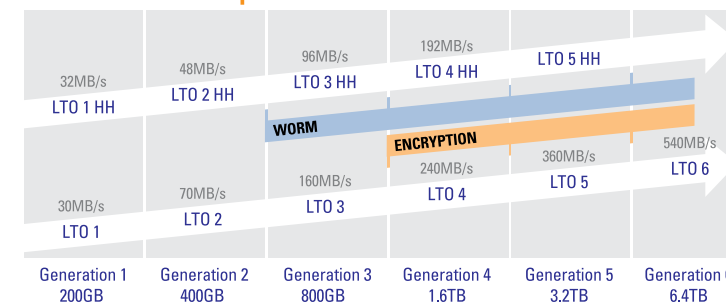 32MB/s
LTO 1 HH
48MB/s
LTO 2 HH
96MB/s
LTO 3 HH
192MB/s
LTO 4 HH
LTO 5 HH
WORM
ENCRYPTION
30MB/s
LTO 1
70MB/s
LTO 2
160MB/s
LTO 3
240MB/s
LTO 4
360MB/s
LTO 5
540MB/s
LTO 6
Generation 1
200GB
Generation 2
400GB
Generation 3
800GB
Generation 4
1.6TB
Generation 5
3.2TB
Generation
6.4TB